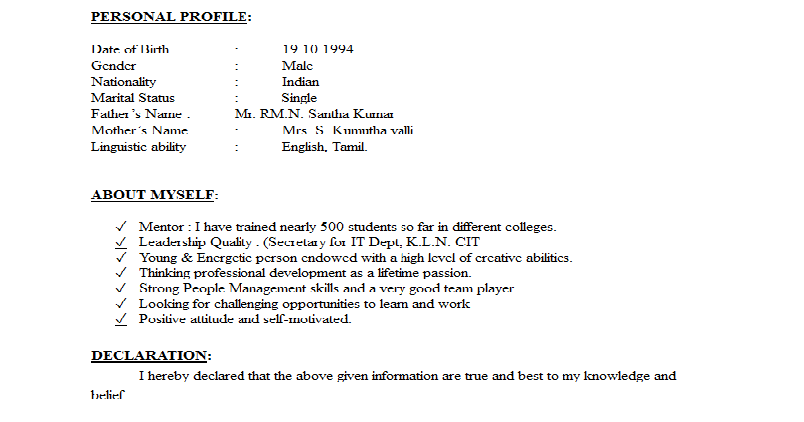 PERSONAL PROFILE:
Date of Birth : 19 10 1994
Gender : Male
Nationality : Indian
Marital Status : Single
Father's Name . Mr. RM.N. Santha Kumar
Mother's Name : Mrs. S. Kumutha valli
Linguistic ability : English, Tamil.
ABOUT MYSELF:
✓ Mentor : I have trained nearly 500 students so far in different colleges.
✓ Leadership Quality . (Secretary for IT Dept, K.L.N. CIT
✓ Young & Energetic person endowed with a high level of creative abilities.
✓ Thinking professional development as a lifetime passion.
✓ Strong People Management skills and a very good team player
✓ Looking for challenging opportunities to learn and work
✓ Positive attitude and self-motivated.
DECLARATION:
I hereby declared that the above given information are true and best to my knowledge and
belief